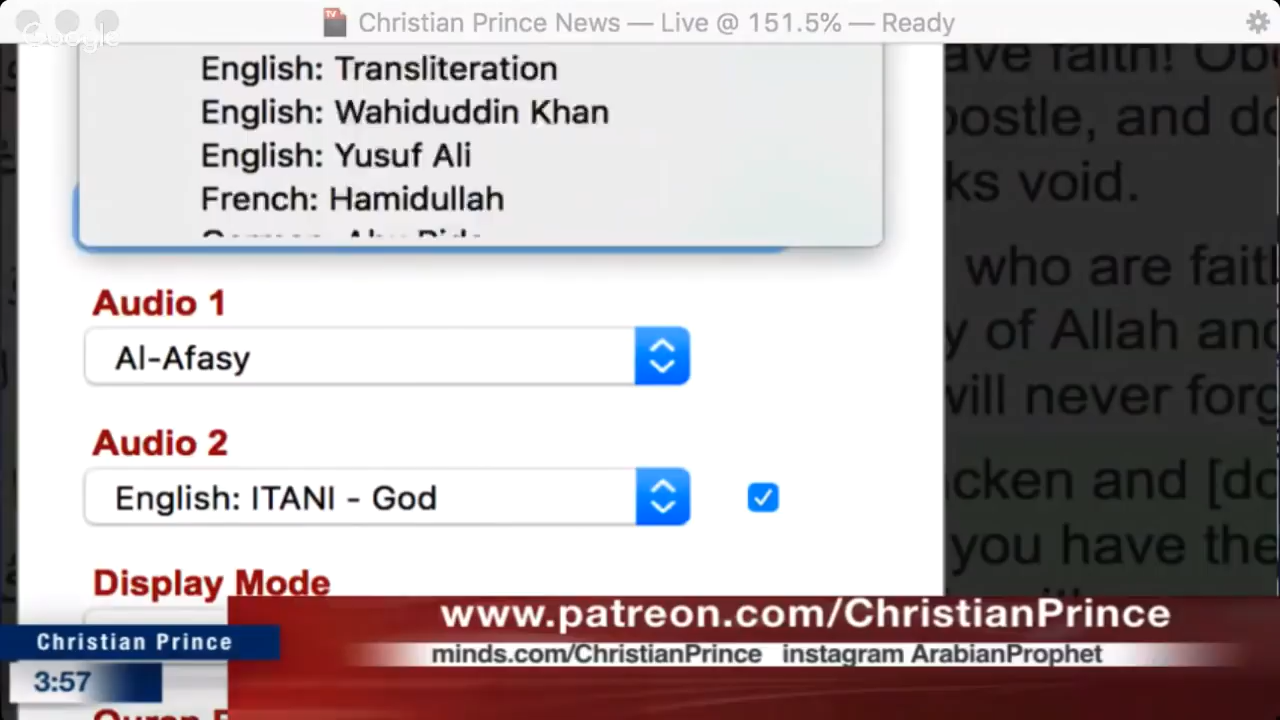 Christian Prince News — Live @ 151.5% — Ready
Google
English: Transliteration
English: Wahiduddin Khan
English: Yusuf Ali
French: Hamidullah
ave faith! Ob
postle, and do
ks void.
who are fait
y of Allah and
will never forg
cken and [do
you have the
Audio 1
Al-Afasy
Audio 2
English: ITANI - God
Display Mode
www.patreon.com/ChristianPrince
Christian Prince
minds.com/ChristianPrince instagram ArabianProphet
3:57